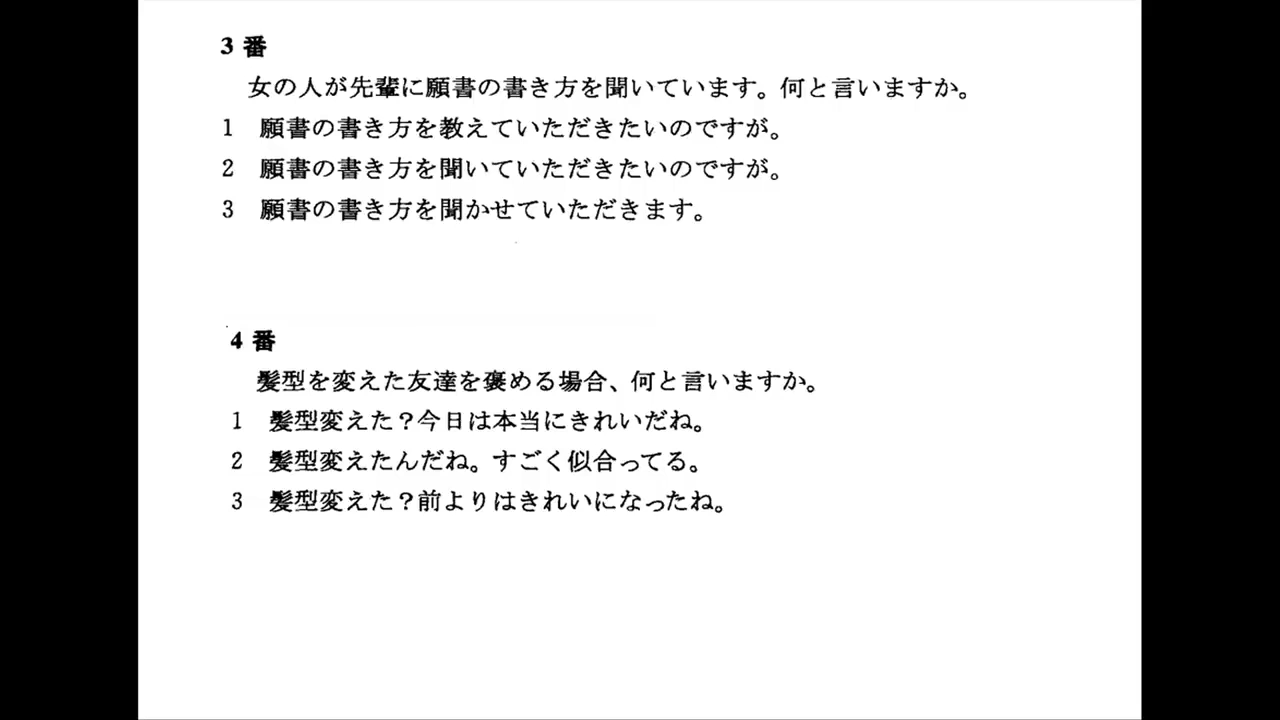 3 番
女の人が先輩に願書の書き方を聞いています。何と言いますか。
1 願書の書き方を教えていただきたいのですが。
2 願書の書き方を聞いていただきたいのですが。
3 願書の書き方を聞かせていただきます。
4 番
髪型を変えた友達を褒める場合、何と言いますか。
1 髪型変えた？今日は本当にきれいだね。
2 髪型変えたんだね。すごく似合ってる。
3 髪型変えた？前よりはきれいになったね。